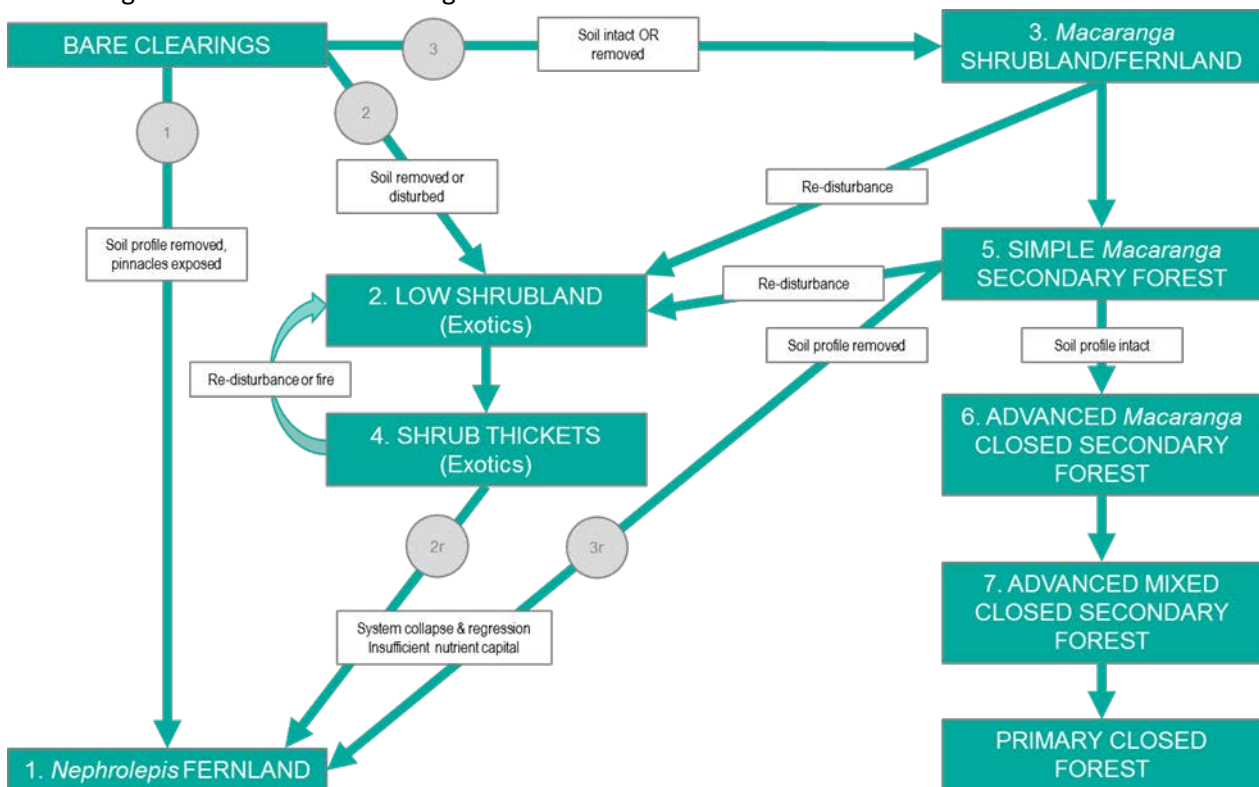 BARE CLEARINGS
3
Soil intact OR
removed
3. Macaranga
SHRUBLAND/FERNLAND
1
2
Soil removed or
disturbed
Re-disturbance
Soil profile removed,
pinnacles exposed
5. SIMPLE Macaranga
SECONDARY FOREST
2. LOW SHRUBLAND
(Exotics)
Re-disturbance
Soil profile removed
Soil profile intact
Re-disturbance or fire
4. SHRUB THICKETS
(Exotics)
6. ADVANCED Macaranga
CLOSED SECONDARY
FOREST
2r
3r
7. ADVANCED MIXED
CLOSED SECONDARY
FOREST
System collapse & regression
Insufficient nutrient capital
1. Nephrolepis FERNLAND
PRIMARY CLOSED
FOREST